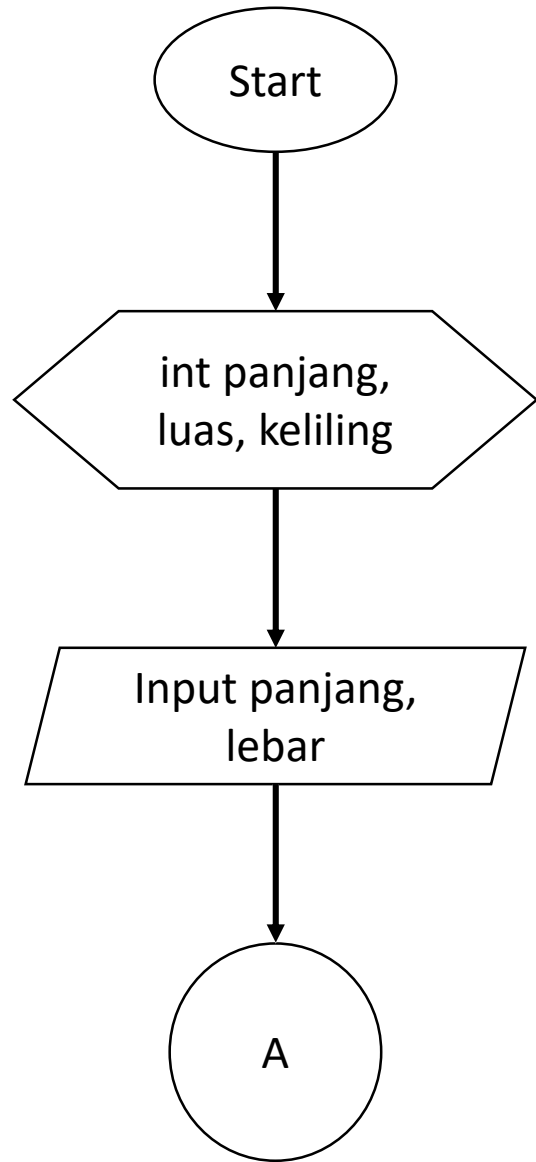 Start
int panjang,
luas, keliling
Input panjang,
lebar
A